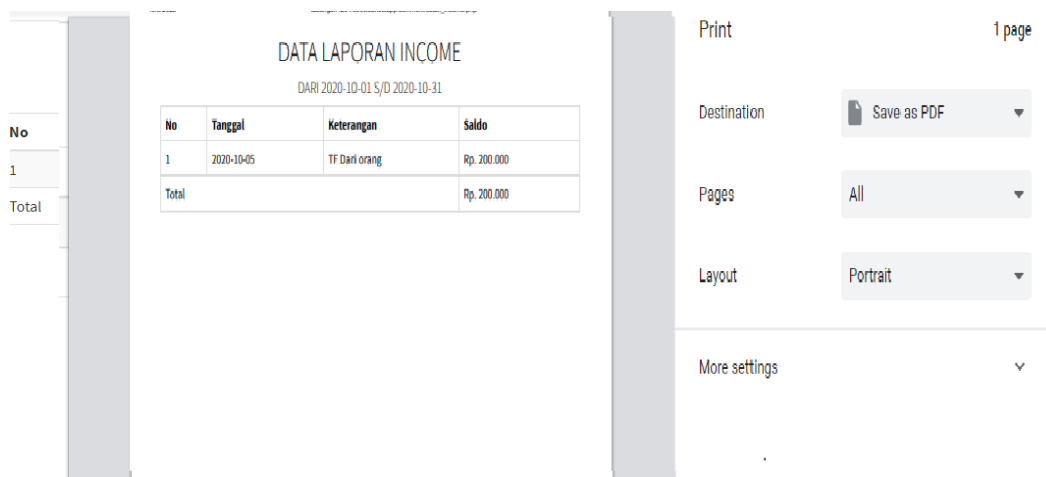 No
1
Total
DATA LAPORAN INCOME
DARI 2020-10-01 S/D 2020-10-31
No Tanggal Keterangan Saldo
1 2020-10-05 TF Dari orang Rp. 200.000
Total Rp. 200.000
Print 1 page
Destination Save as PDF
Pages All
Layout Portrait
More settings